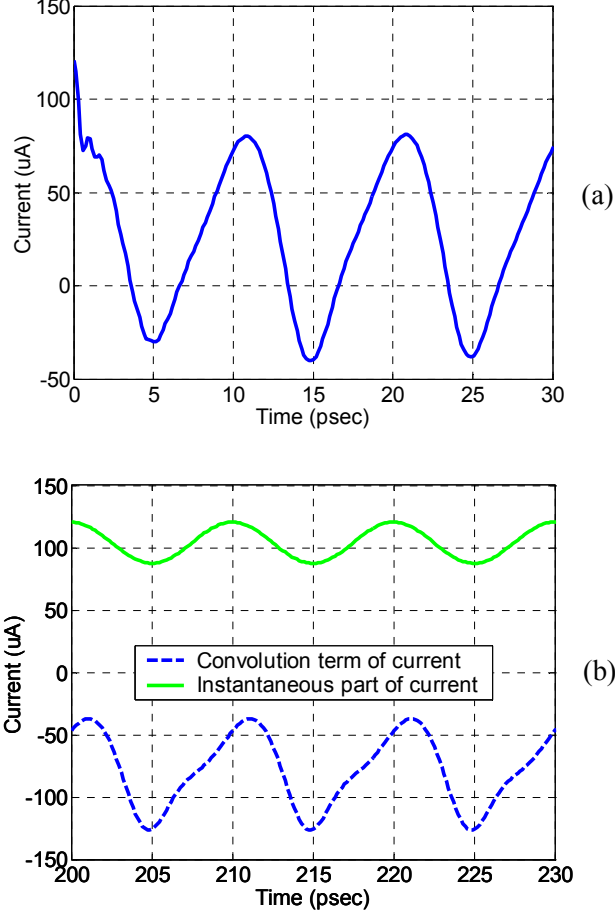 150
100
50
0
-50
Current (uA)
0 5 10 15 20 25 30
Time (psec)
(a)
150
100
50
0
-50
-100
-150
Current (uA)
Convolution term of current
Instantaneous part of current
200 205 210 215 220 225 230
Time (psec)
(b)